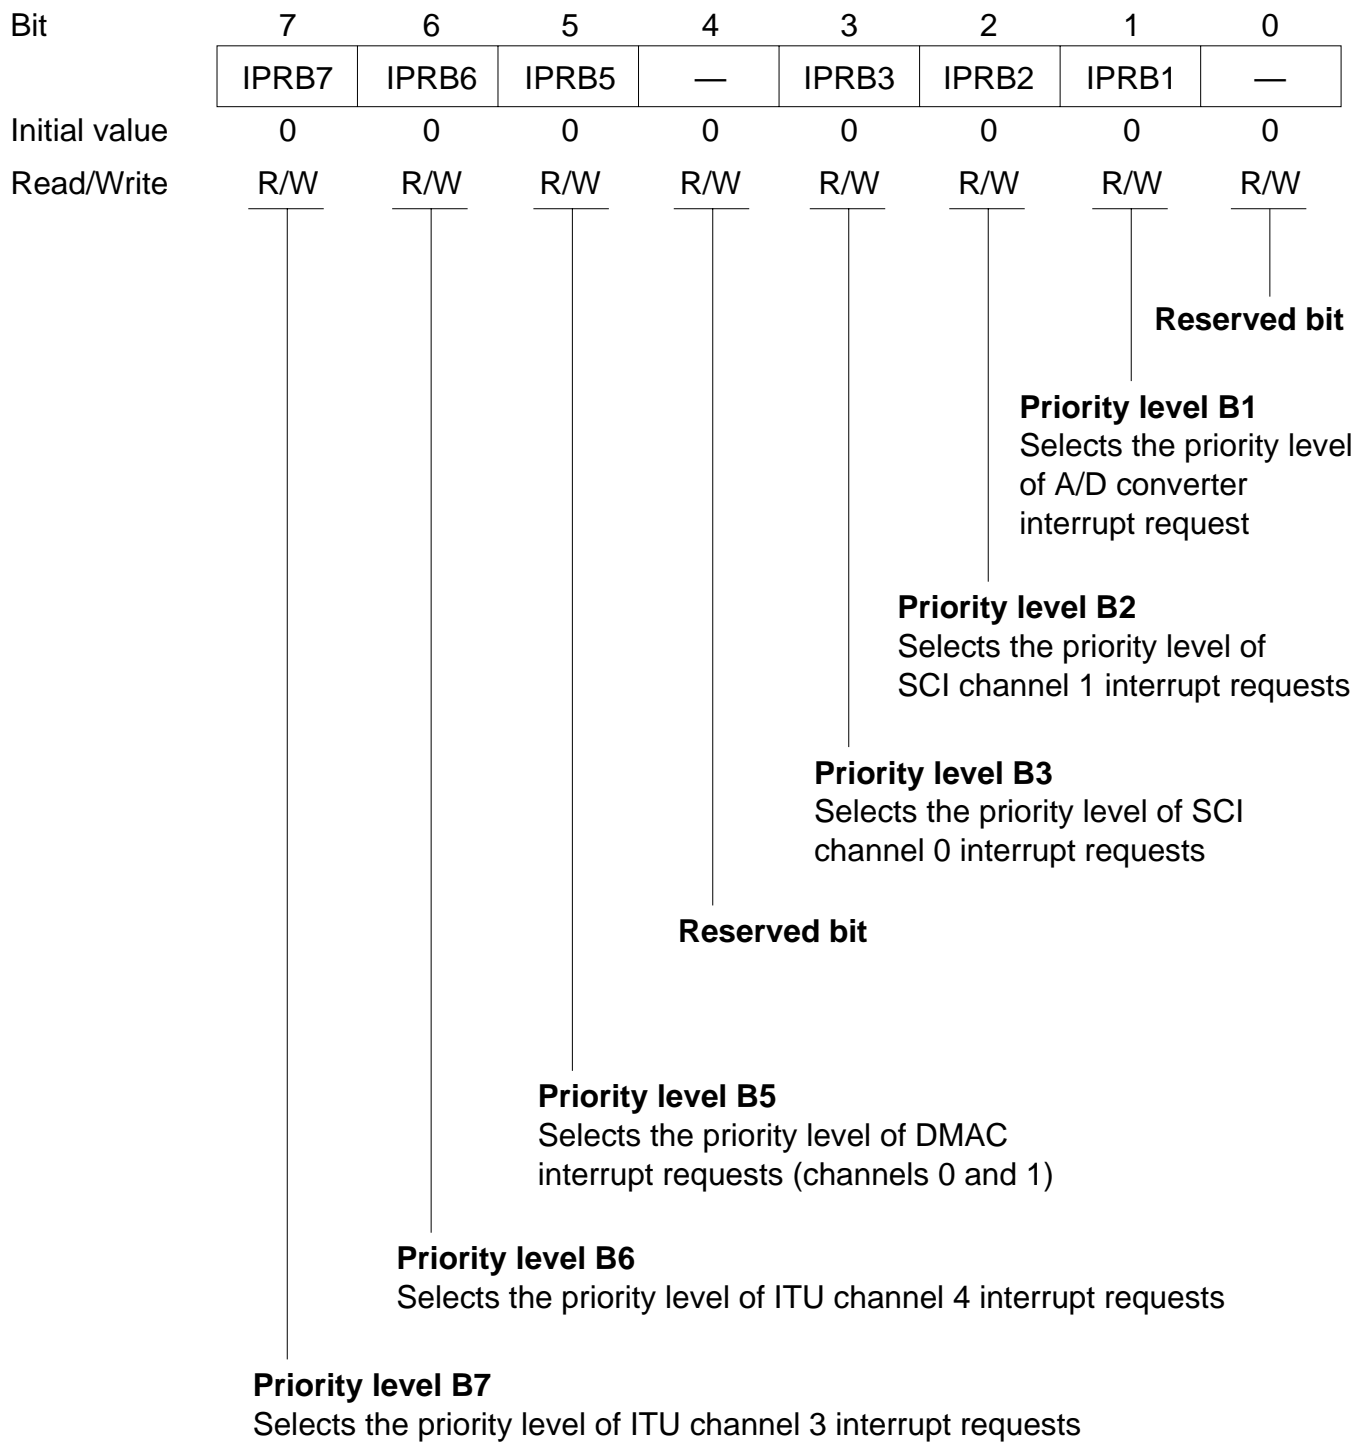 Bit 7 6 5 4 3 2 1 0
IPRB7 IPRB6 IPRB5 — IPRB3 IPRB2 IPRB1 —
Initial value 0 0 0 0 0 0 0 0
Read/Write R/W R/W R/W R/W R/W R/W R/W R/W
Reserved bit
Priority level B1
Selects the priority level
of A/D converter
interrupt request
Priority level B2
Selects the priority level of
SCI channel 1 interrupt requests
Priority level B3
Selects the priority level of SCI
channel 0 interrupt requests
Reserved bit
Priority level B5
Selects the priority level of DMAC
interrupt requests (channels 0 and 1)
Priority level B6
Selects the priority level of ITU channel 4 interrupt requests
Priority level B7
Selects the priority level of ITU channel 3 interrupt requests